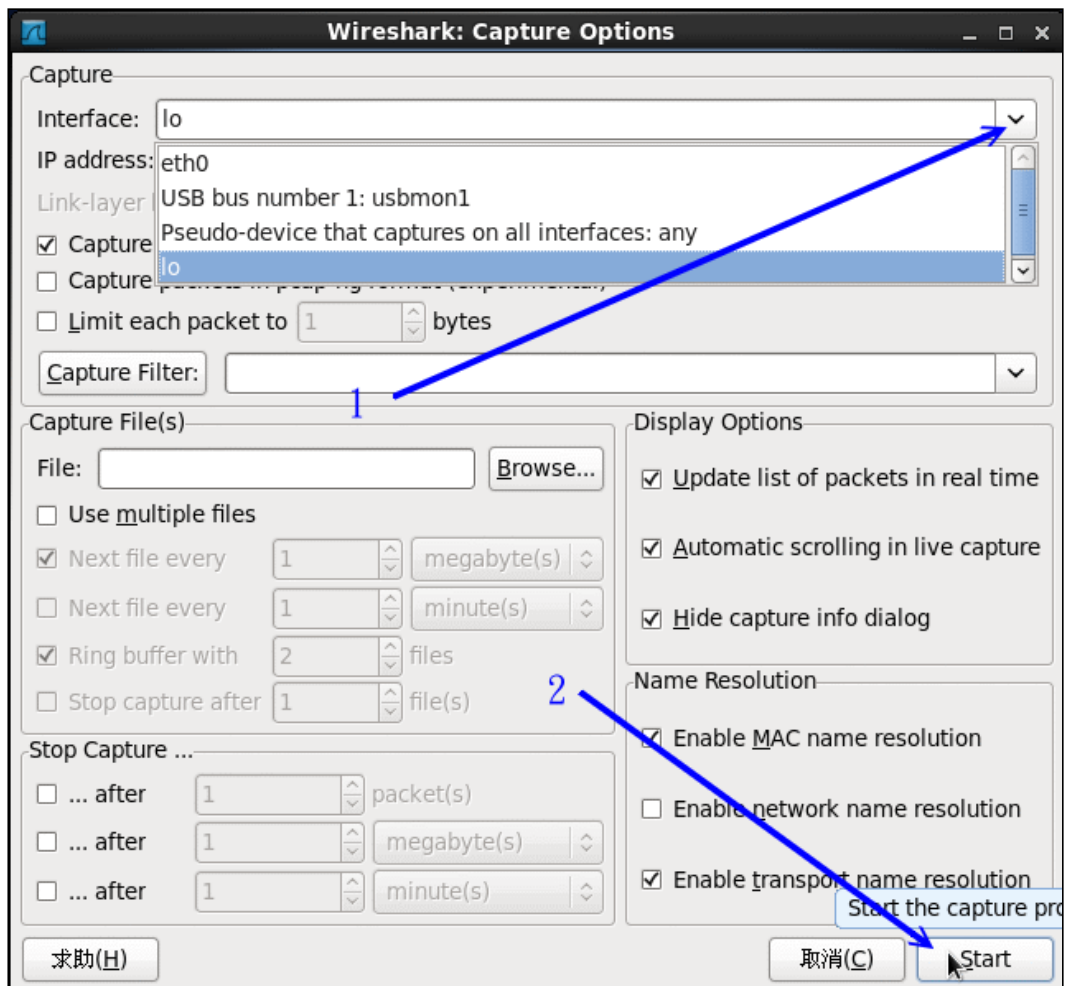 Wireshark: Capture Options
Capture
Interface: lo
IP address:
eth0
USB bus number 1: usbmon1
Link-layer
Pseudo-device that captures on all interfaces: any
Capture
lo
Capture packets in pcap-ng format (experimental)
Limit each packet to 1 bytes
Capture Filter:
1
Capture File(s)
File: Browse...
Use multiple files
Next file every 1 megabyte(s)
Next file every 1 minute(s)
Ring buffer with 2 files
Stop capture after 1 file(s)
Display Options
Update list of packets in real time
Automatic scrolling in live capture
Hide capture info dialog
2
Stop Capture ...
... after 1 packet(s)
... after 1 megabyte(s)
... after 1 minute(s)
Name Resolution
Enable MAC name resolution
Enable network name resolution
Enable transport name resolution
Start the capture pro
求助(H) 取消(C) Start